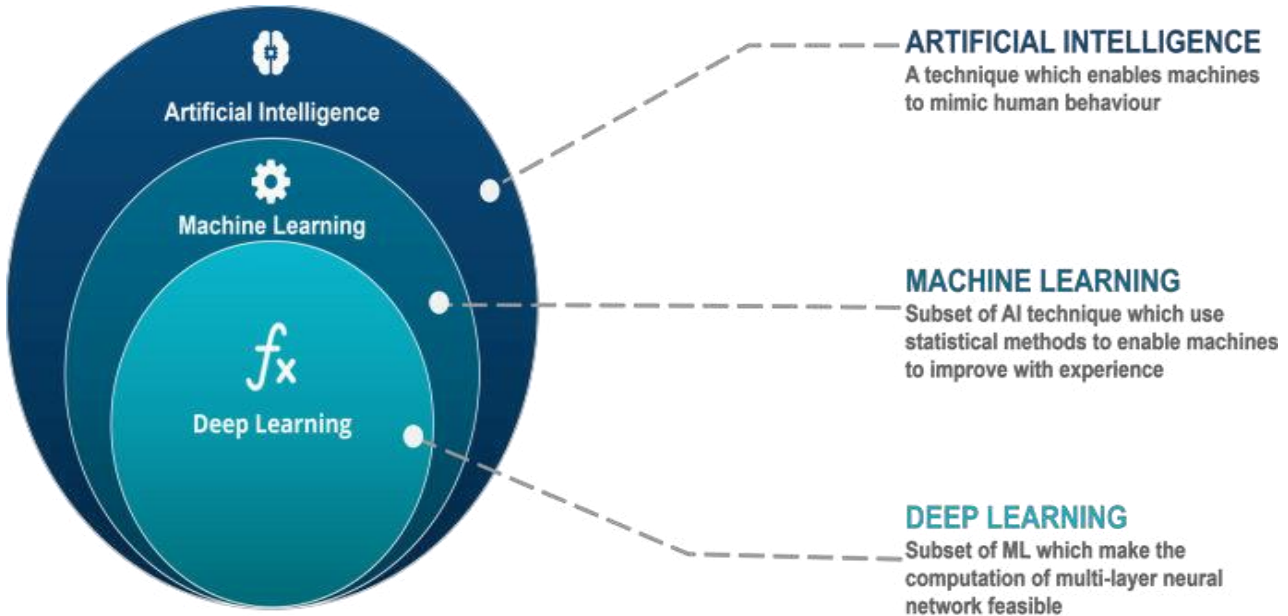 Artificial Intelligence
Machine Learning
fx
Deep Learning
ARTIFICIAL INTELLIGENCE
A technique which enables machines
to mimic human behaviour
MACHINE LEARNING
Subset of AI technique which use
statistical methods to enable machines
to improve with experience
DEEP LEARNING
Subset of ML which make the
computation of multi-layer neural
network feasible